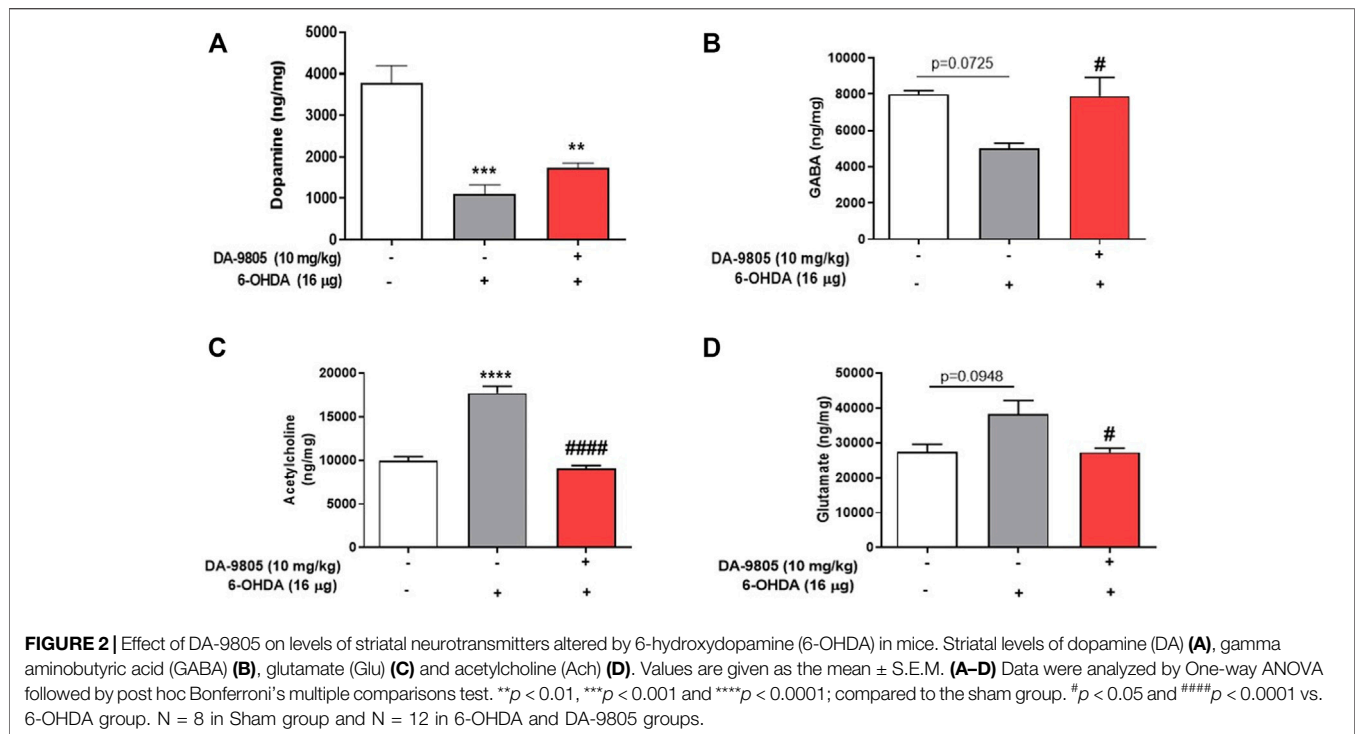 A
5000
4000
3000
2000
1000
0
Dopamine (ng/mg)
***
**
DA-9805 (10 mg/kg) - - +
6-OHDA (16 μg) - + +
B
10000
8000
6000
4000
2000
0
GABA (ng/mg)
p=0.0725
#
DA-9805 (10 mg/kg) - - +
6-OHDA (16 μg) - + +
C
20000
15000
10000
5000
0
Acetylcholine
(ng/mg)
****
####
DA-9805 (10 mg/kg) - - +
6-OHDA (16 μg) - + +
D
50000
40000
30000
20000
10000
0
Glutamate (ng/mg)
p=0.0948
#
DA-9805 (10 mg/kg) - - +
6-OHDA (16 μg) - + +
FIGURE 2 | Effect of DA-9805 on levels of striatal neurotransmitters altered by 6-hydroxydopamine (6-OHDA) in mice. Striatal levels of dopamine (DA) (A), gamma
aminobutyric acid (GABA) (B), glutamate (Glu) (C) and acetylcholine (Ach) (D). Values are given as the mean ± S.E.M. (A–D) Data were analyzed by One-way ANOVA
followed by post hoc Bonferroni's multiple comparisons test. **p < 0.01, ***p < 0.001 and ****p < 0.0001; compared to the sham group. #p < 0.05 and ####p < 0.0001 vs.
6-OHDA group. N = 8 in Sham group and N = 12 in 6-OHDA and DA-9805 groups.